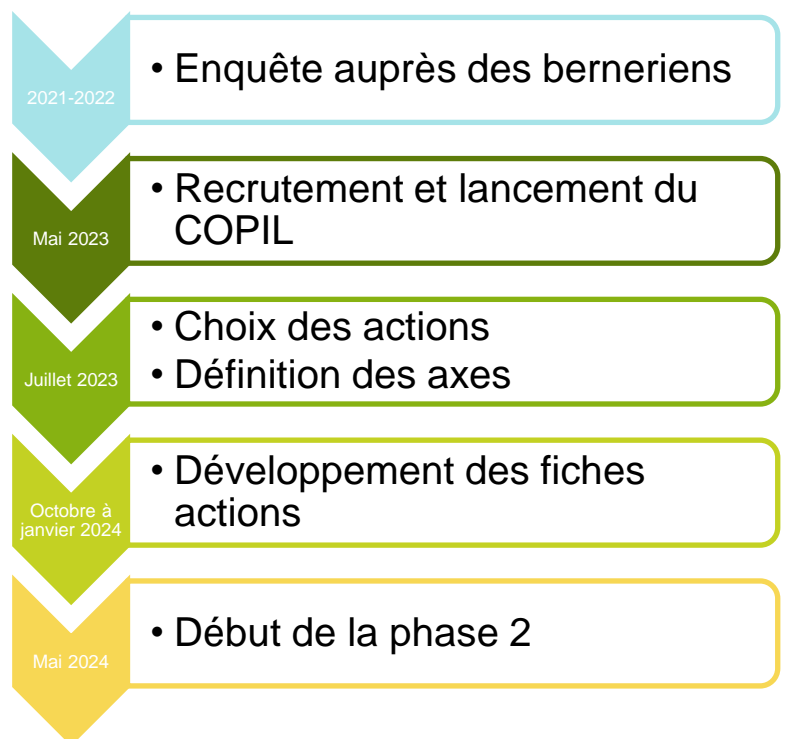 2021-2022
• Enquête auprès des berneriens
Mai 2023
• Recrutement et lancement du
COPIL
Juillet 2023
• Choix des actions
• Définition des axes
Octobre à
janvier 2024
• Développement des fiches
actions
Mai 2024
• Début de la phase 2